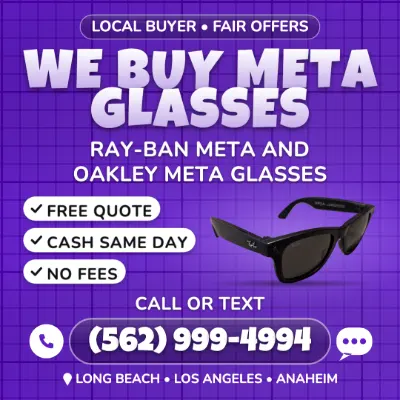 LOCAL BUYER • FAIR OFFERS
WE BUY META
GLASSES
RAY-BAN META AND
OAKLEY META GLASSES
FREE QUOTE
CASH SAME DAY
NO FEES
CALL OR TEXT
(562) 999-4994
LONG BEACH • LOS ANGELES • ANAHEIM